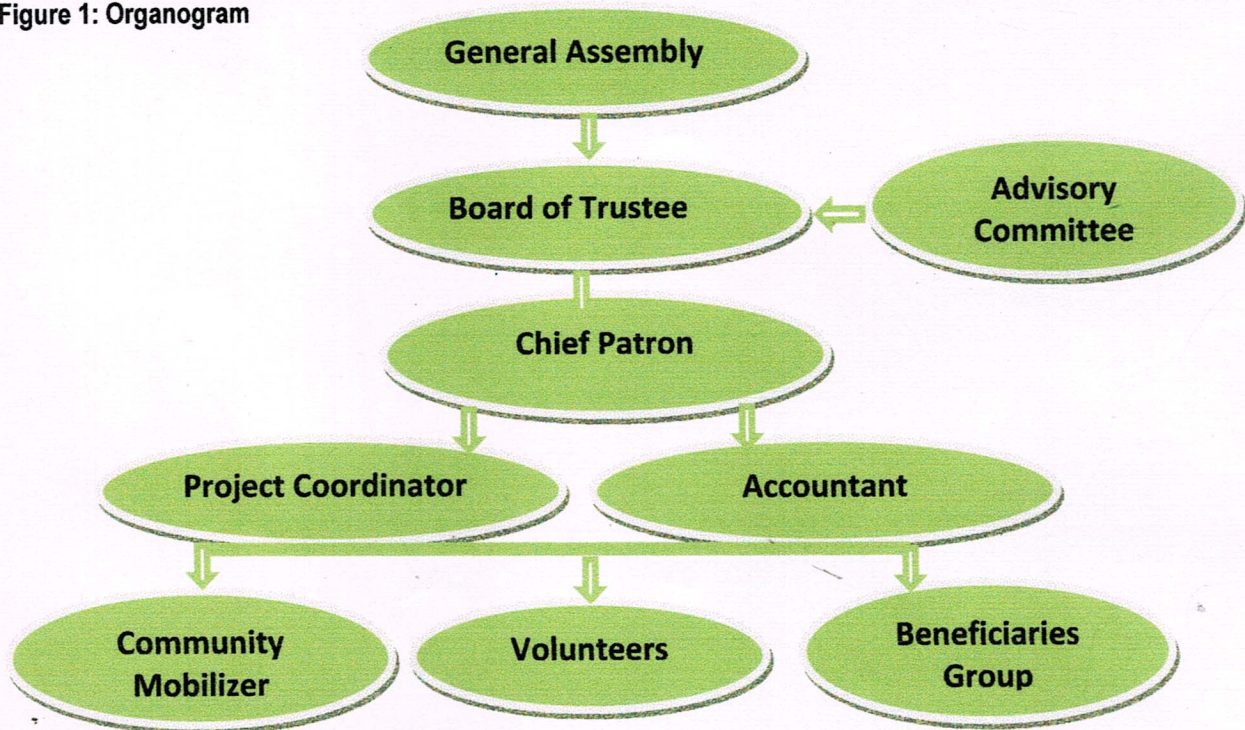 Figure 1: Organogram
General Assembly
Board of Trustee
Advisory
Committee
Chief Patron
Project Coordinator
Accountant
Community
Mobilizer
Volunteers
Beneficiaries
Group